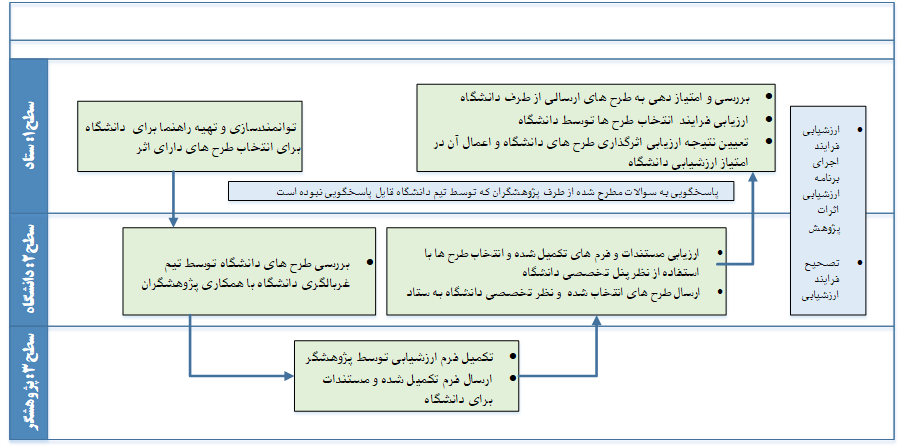 سطح۱: ستاد
توانمندسازی و تهیه راهنما برای دانشگاه
برای انتخاب طرح های دارای اثر
بررسی و امتیاز دهی به طرح های ارسالی از طرف دانشگاه
ارزیابی فرایند انتخاب طرح ها توسط دانشگاه
تعیین نتیجه ارزیابی اثرگذاری طرح های دانشگاه و اعمال آن در
امتیاز ارزشیابی دانشگاه
پاسخگویی به سوالات مطرح شده از طرف پژوهشگران که توسط تیم دانشگاه قابل پاسخگویی نبوده است
ارزشیابی
فرایند
اجرای
برنامه
ارزشیابی
اثرات
پژوهش
تصحیح
فرایند
ارزشیابی
سطح۲: دانشگاه
بررسی طرح های دانشگاه توسط تیم
غربالگری دانشگاه با همکاری پژوهشگران
ارزیابی مستندات و فرم های تکمیل شده و انتخاب طرح ها با
استفاده از نظر پنل تخصصی دانشگاه
ارسال طرح های انتخاب شده و نظر تخصصی دانشگاه به ستاد
سطح۳: پژوهشگر
تکمیل فرم ارزشیابی توسط پژوهشگر
ارسال فرم تکمیل شده و مستندات
برای دانشگاه